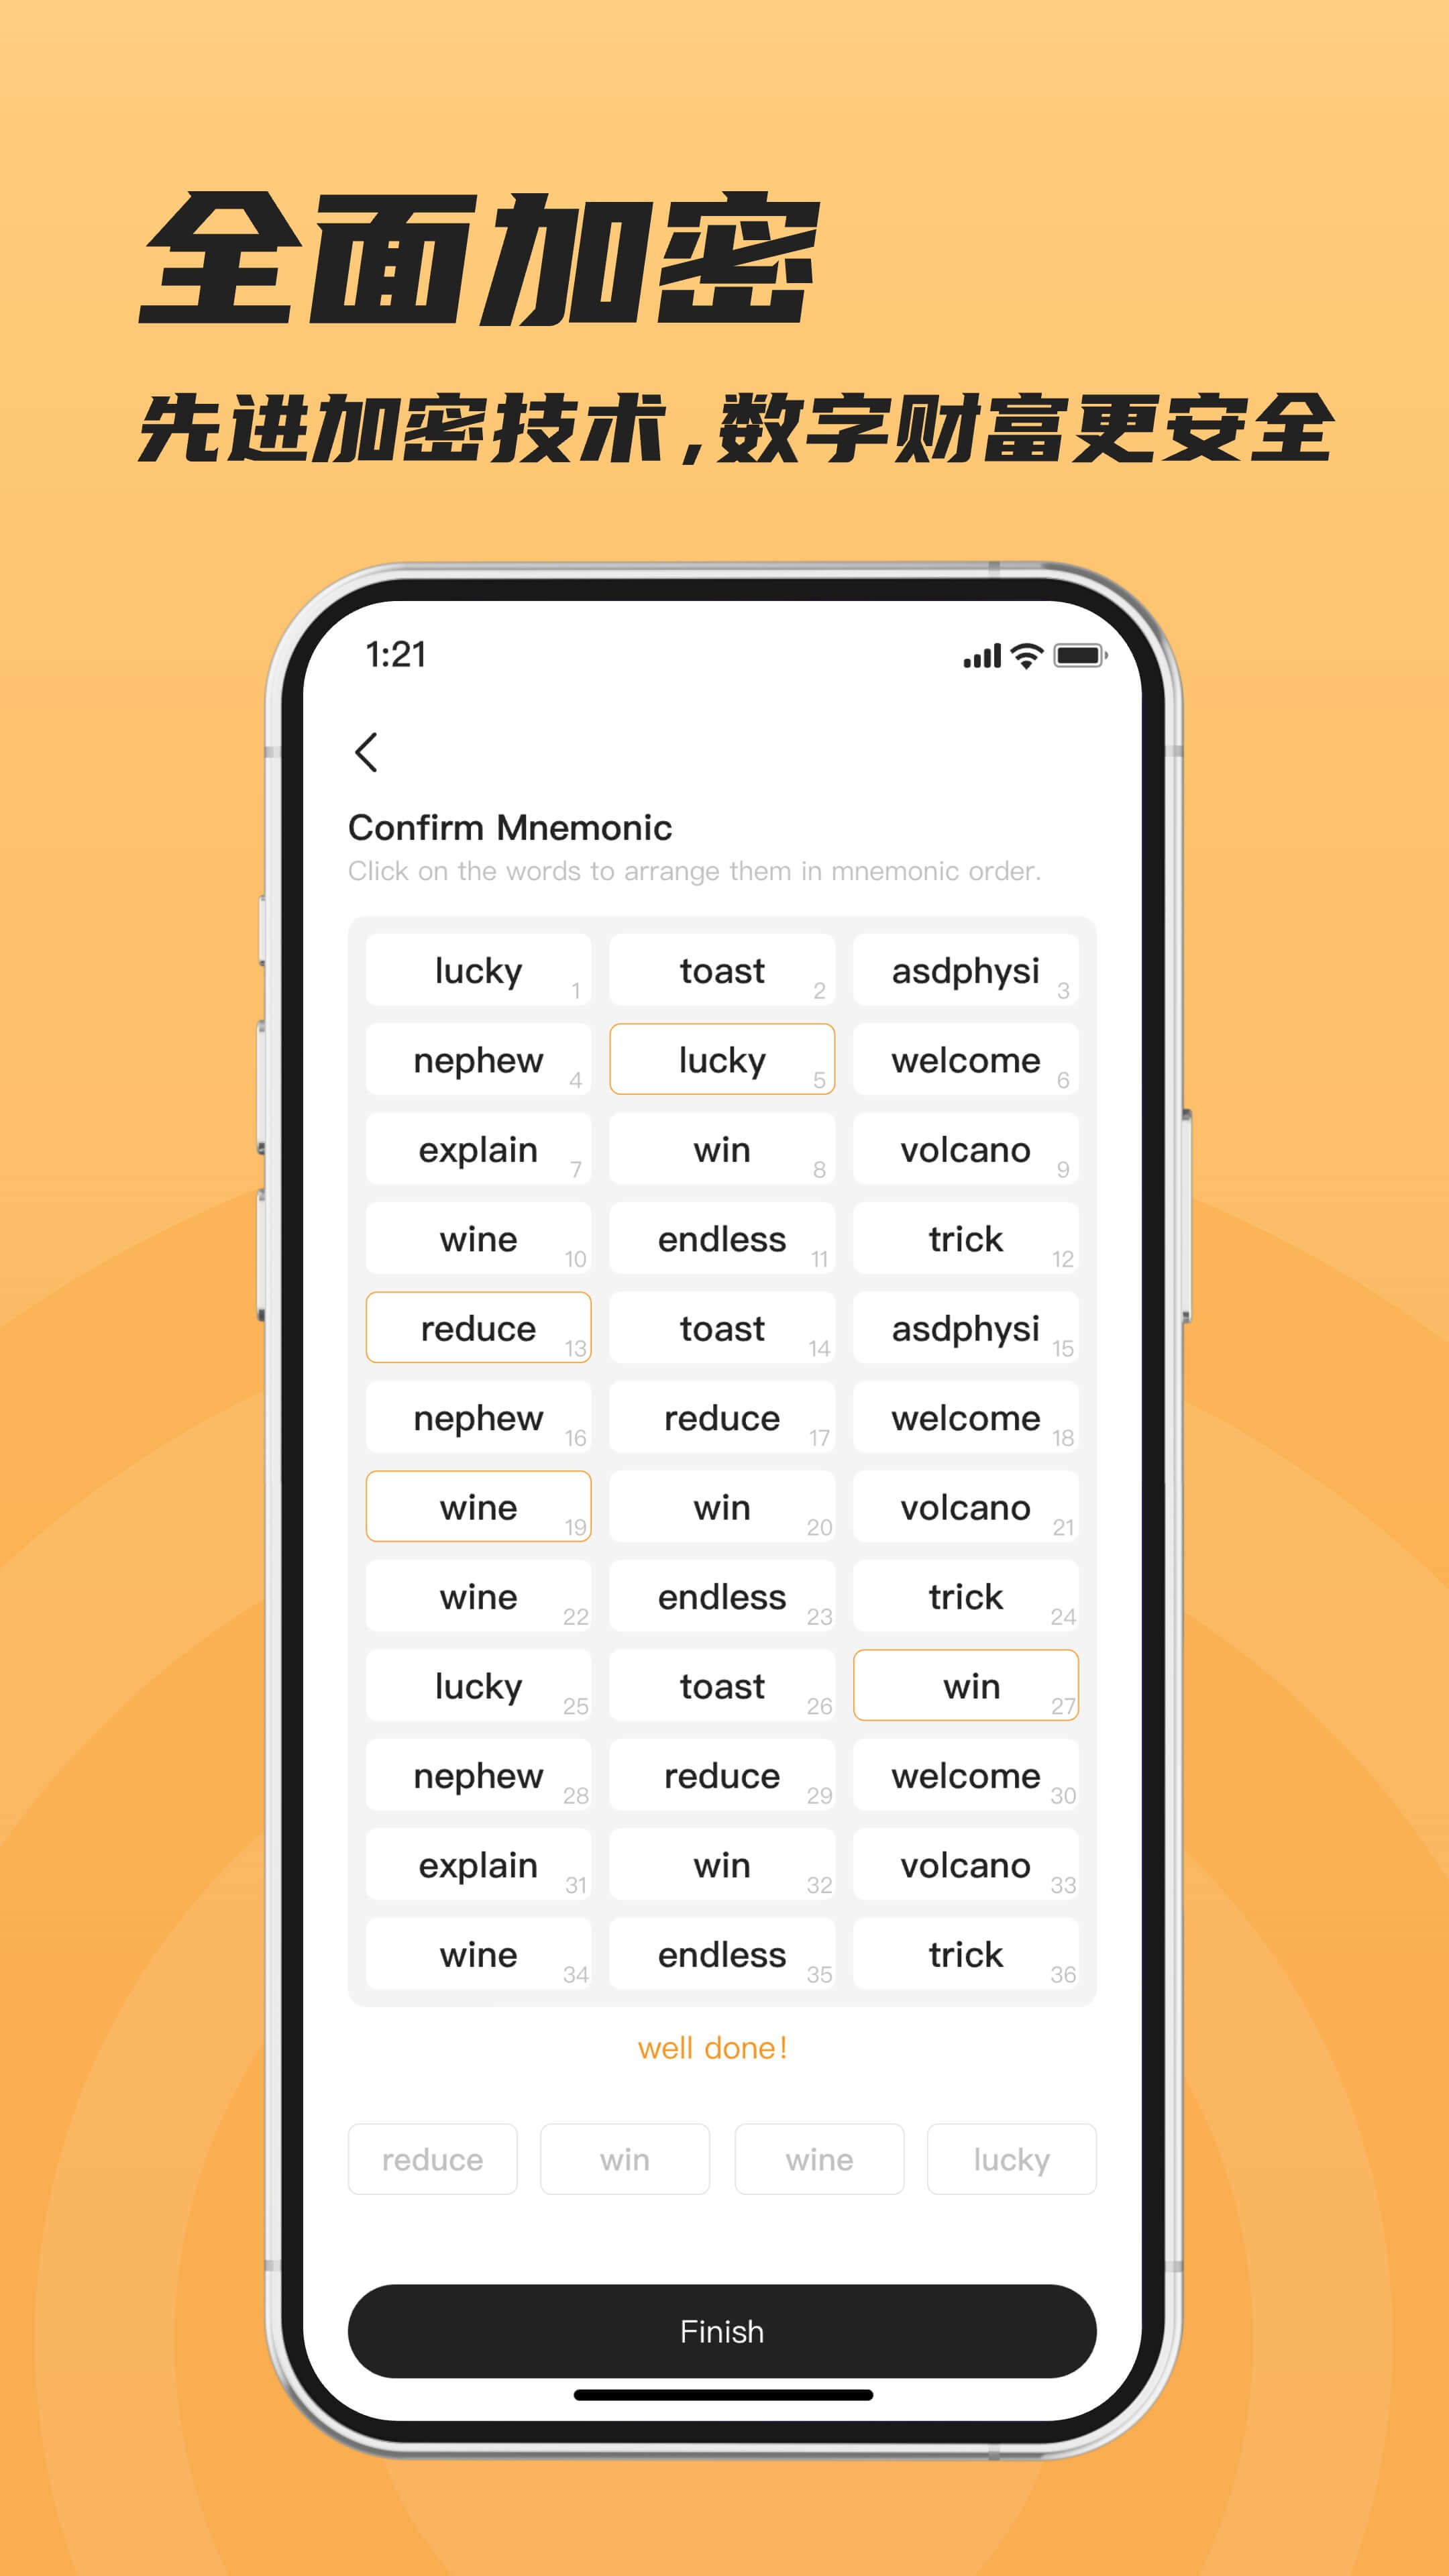 全面加密
先进加密技术,数字财富更安全
1:21
Confirm Mnemonic
Click on the words to arrange them in mnemonic order.
lucky 1 toast 2 asdphysi 3
nephew 4 lucky 5 welcome 6
explain 7 win 8 volcano 9
wine 10 endless 11 trick 12
reduce 13 toast 14 asdphysi 15
nephew 16 reduce 17 welcome 18
wine 19 win 20 volcano 21
wine 22 endless 23 trick 24
lucky 25 toast 26 win 27
nephew 28 reduce 29 welcome 30
explain 31 win 32 volcano 33
wine 34 endless 35 trick 36
well done!
reduce win wine lucky
Finish